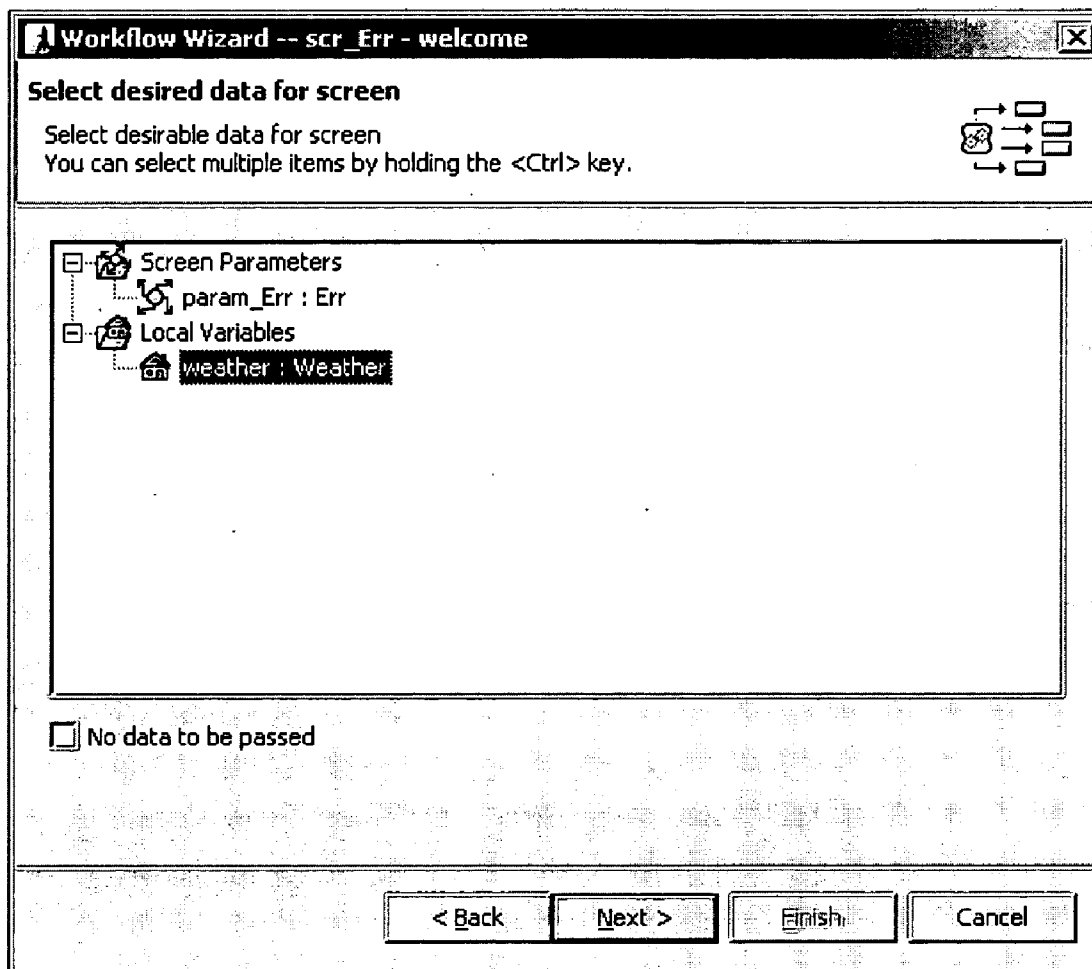 Workflow Wizard -- scr_Err - welcome
Select desired data for screen
Select desirable data for screen
You can select multiple items by holding the <Ctrl> key.
Screen Parameters
param_Err : Err
Local Variables
weather : Weather
No data to be passed
< Back
Next >
Finish
Cancel